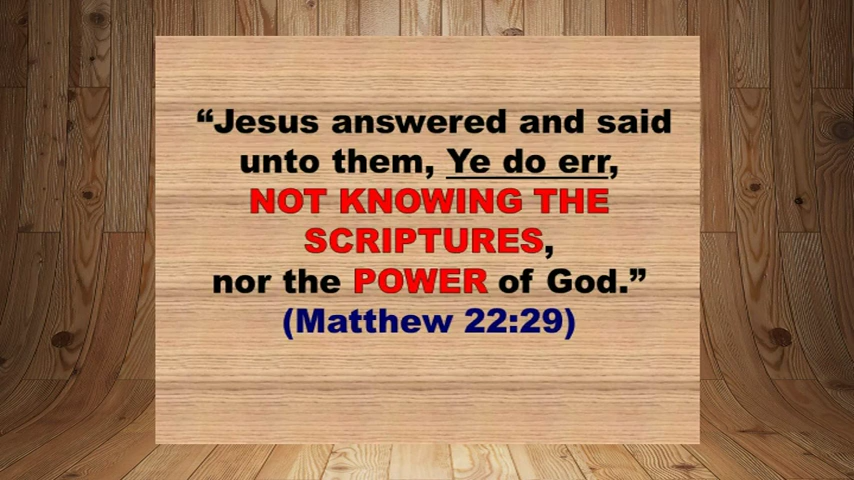 “Jesus answered and said
unto them, Ye do err,
NOT KNOWING THE
SCRIPTURES,
nor the POWER of God.”
(Matthew 22:29)